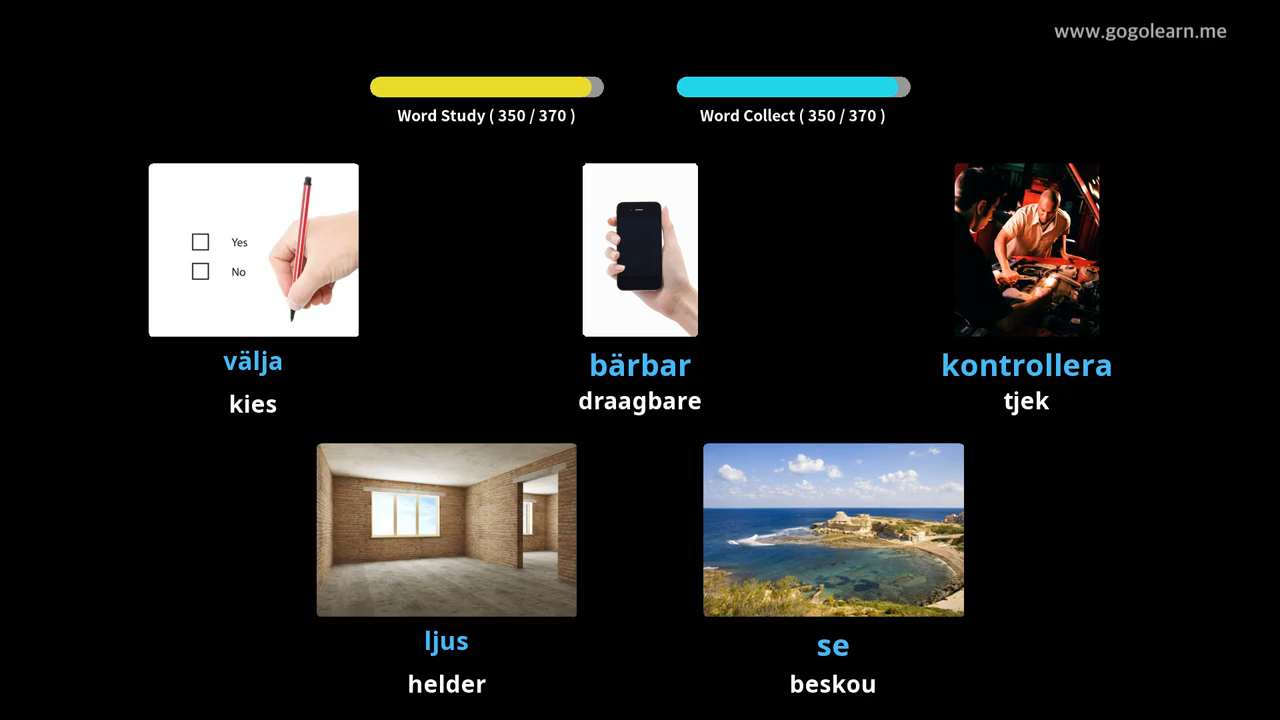 www.gogolearn.me
Word Study ( 350 / 370 )
Word Collect ( 350 / 370 )
Yes
No
välja
kies
bärbar
draagbare
kontrollera
tjek
ljus
helder
se
beskou